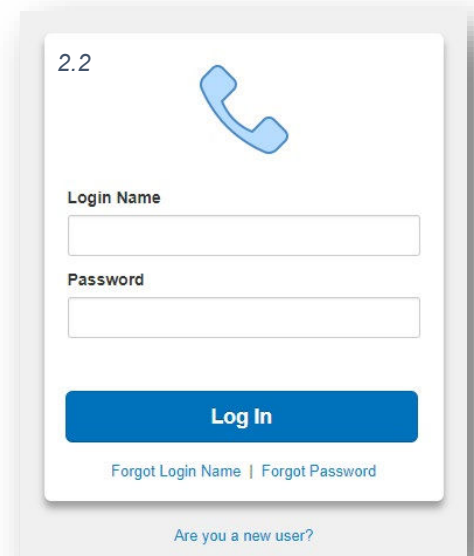 2.2
Login Name
Password
Log In
Forgot Login Name | Forgot Password
Are you a new user?